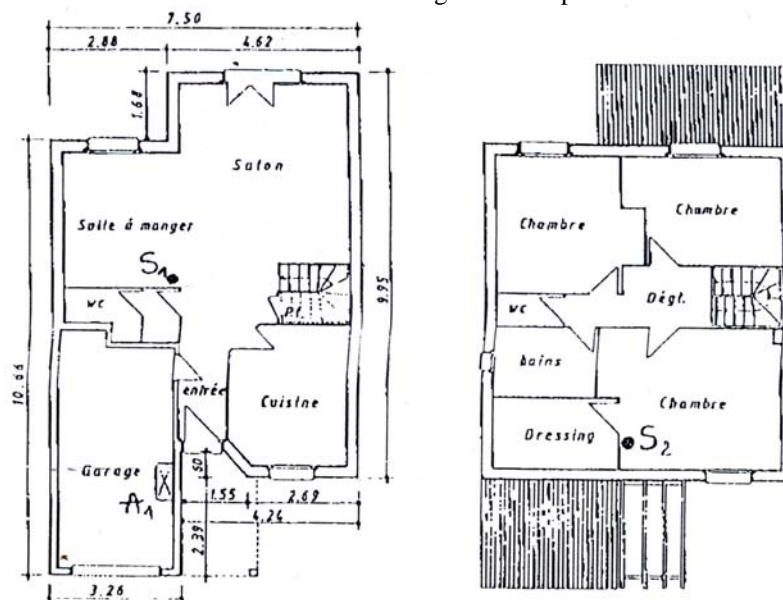 7.50
2.88
4.62
1.68
Salon
Salle à manger
S1
wc
P.t.
9.95
10.66
entrée
Cuisine
Garage
A1
50
1.55
2.69
4.24
2.39
3.26
Chambre
Chambre
wc
Dégt.
bains
Chambre
Dressing
S2